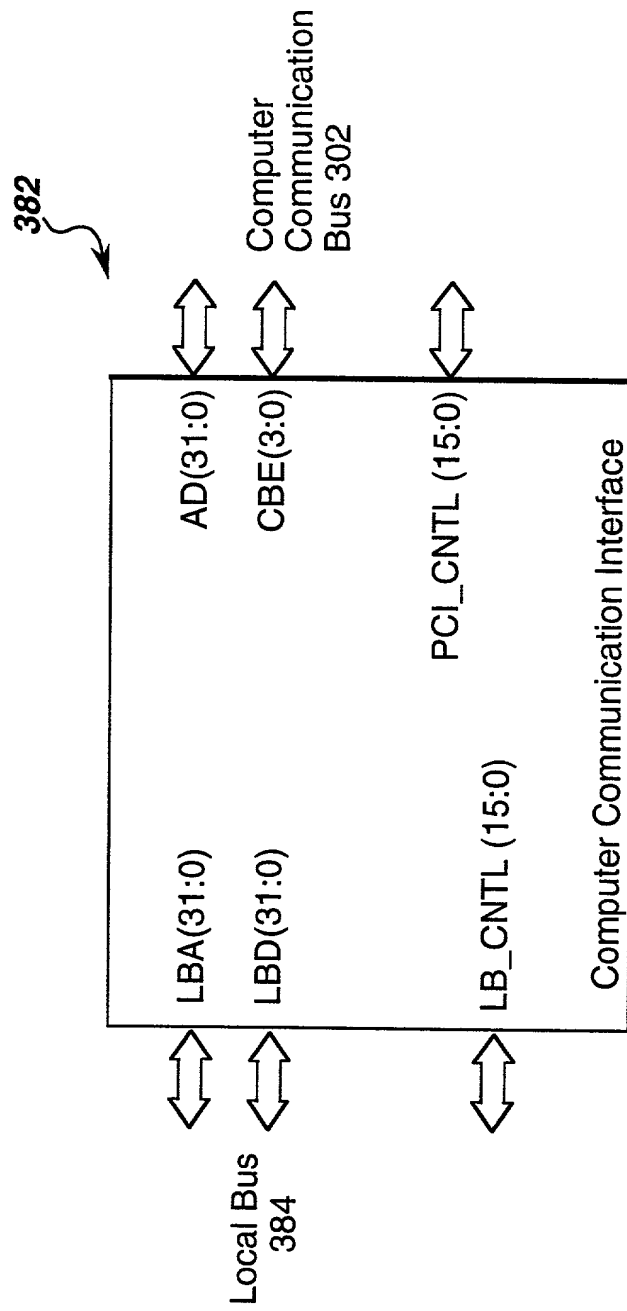 382
LBA(31:0)
AD(31:0)
LBD(31:0)
CBE(3:0)
Local Bus
384
Computer
Communication
Bus 302
PCI_CNTL (15:0)
LB_CNTL (15:0)
Computer Communication Interface